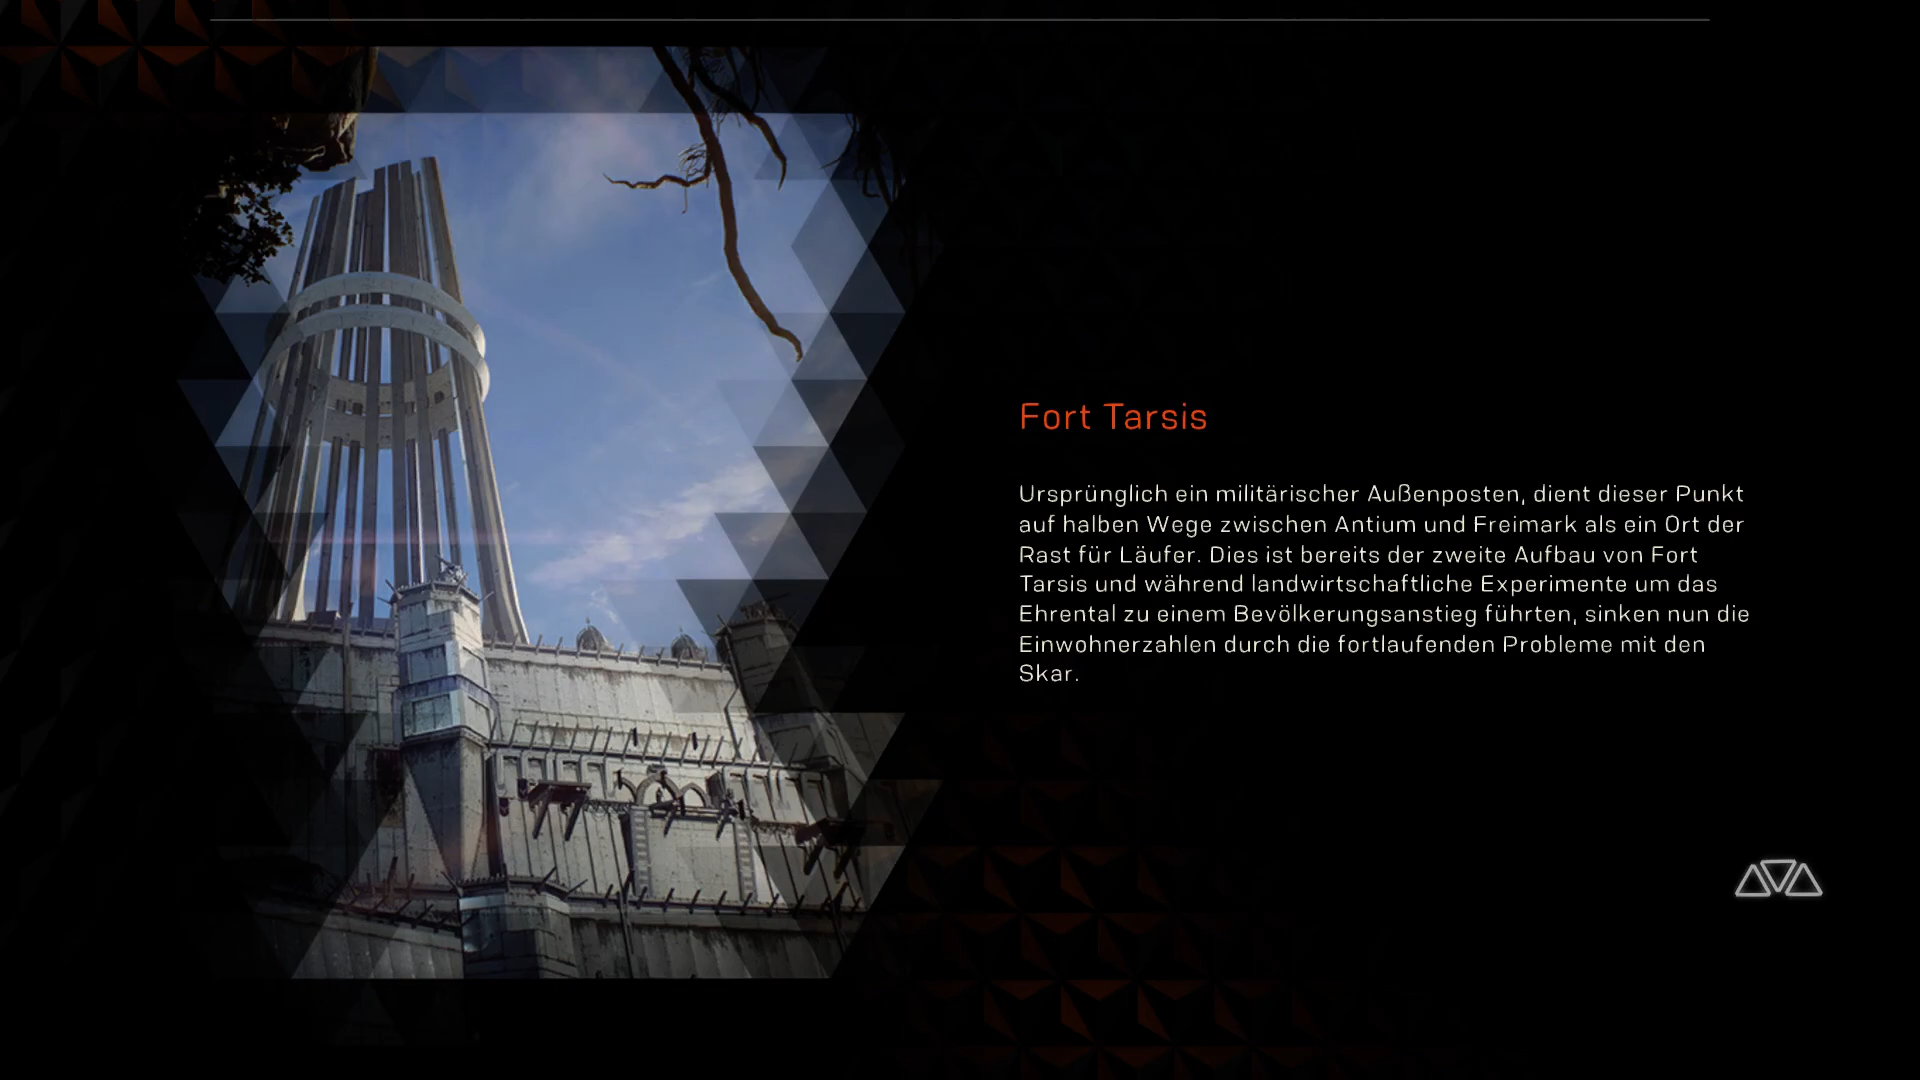 Fort Tarsis
Ursprünglich ein militärischer Außenposten, dient dieser Punkt
auf halben Wege zwischen Antium und Freimark als ein Ort der
Rast für Läufer. Dies ist bereits der zweite Aufbau von Fort
Tarsis und während landwirtschaftliche Experimente um das
Ehrental zu einem Bevölkerungsanstieg führten, sinken nun die
Einwohnerzahlen durch die fortlaufenden Probleme mit den
Skar.